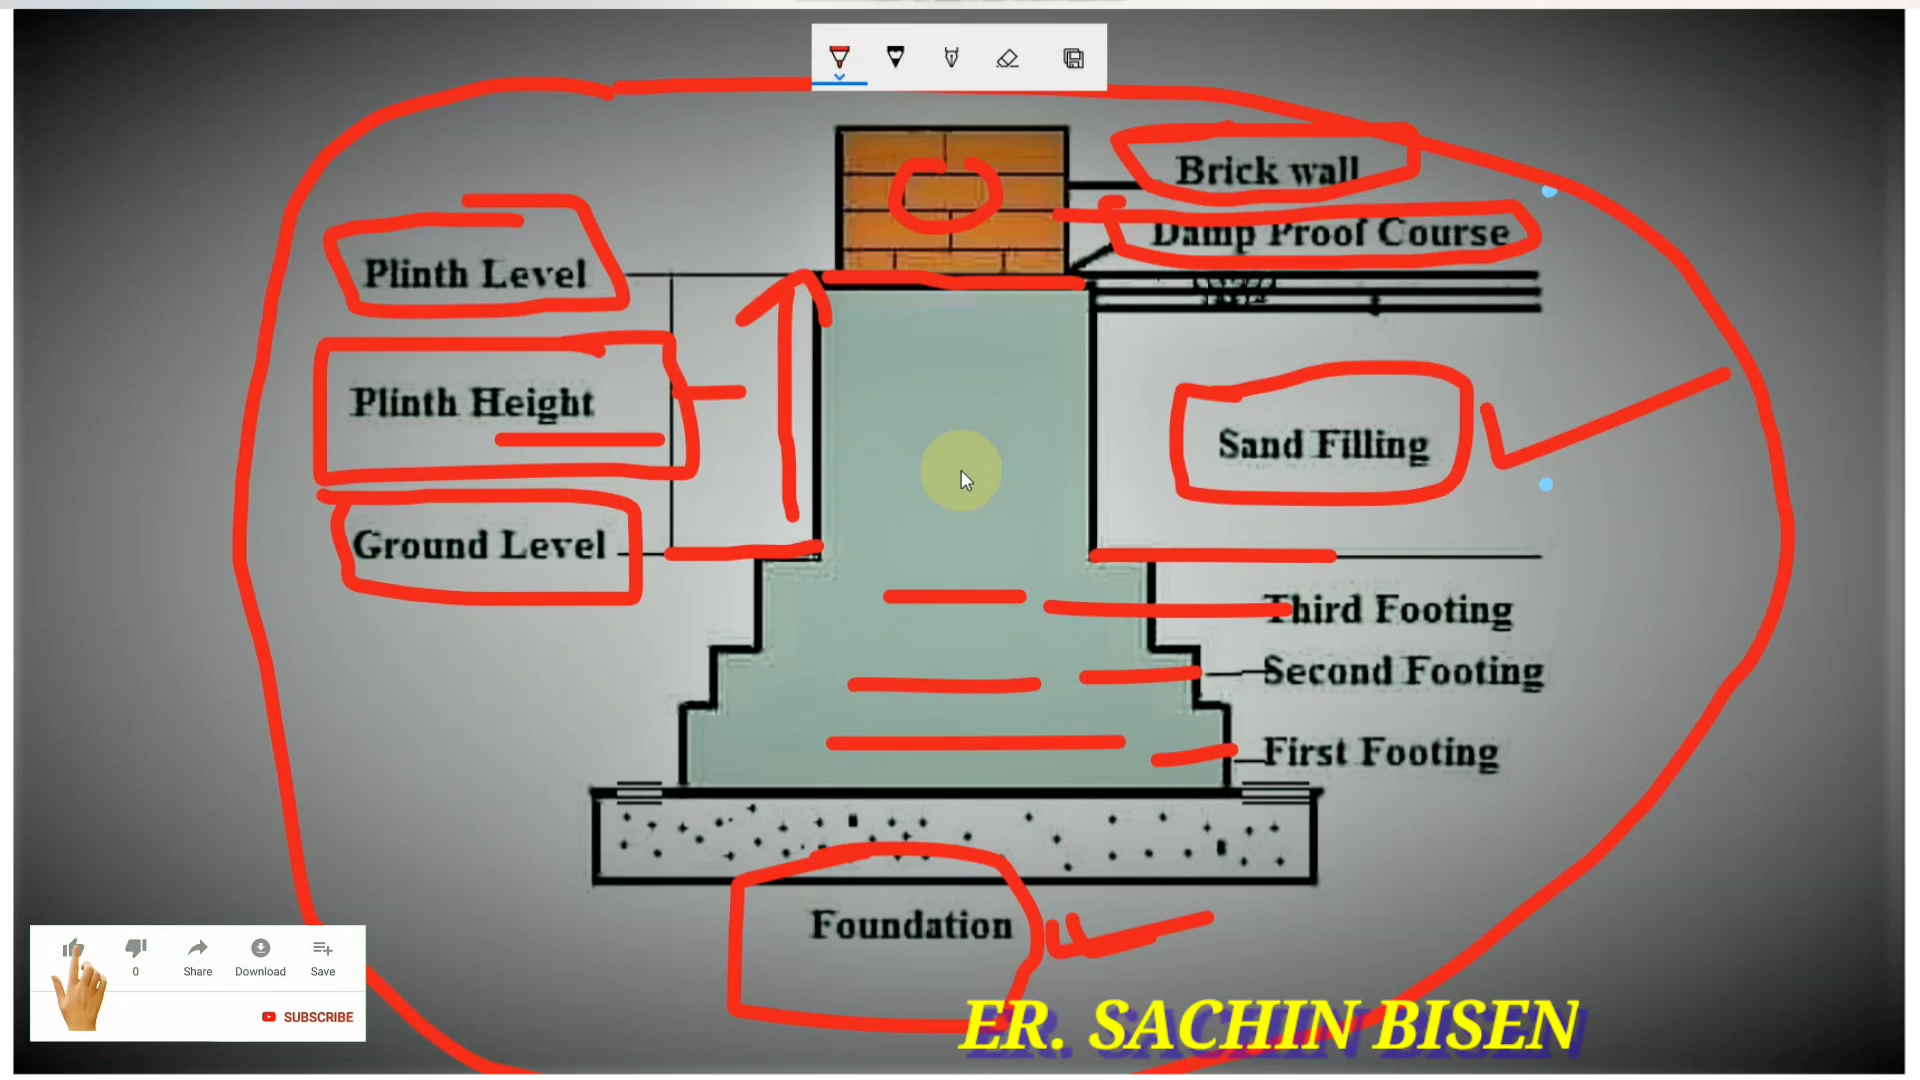 Brick wall
Damp Proof Course
Plinth Level
Plinth Height
Sand Filling
Ground Level
Third Footing
Second Footing
First Footing
Foundation
0 Share Download Save
SUBSCRIBE
ER. SACHIN BISEN